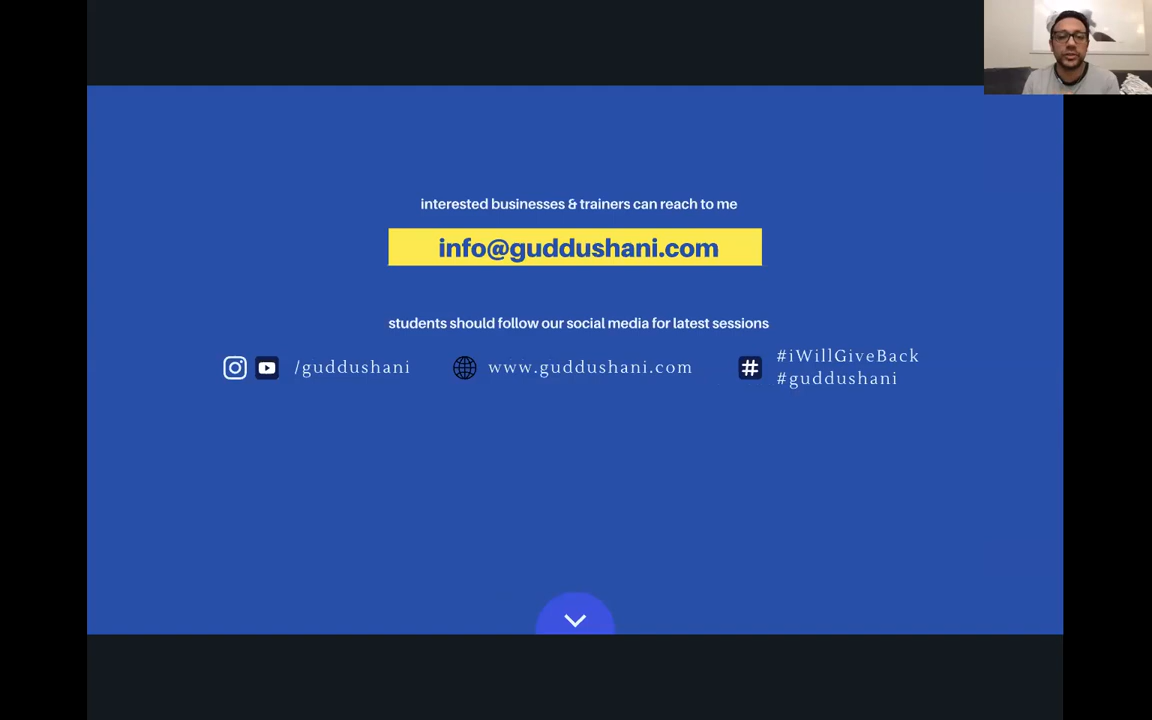 interested businesses & trainers can reach to me
info@guddushani.com
students should follow our social media for latest sessions
/guddushani
www.guddushani.com
#iWillGiveBack
#guddushani